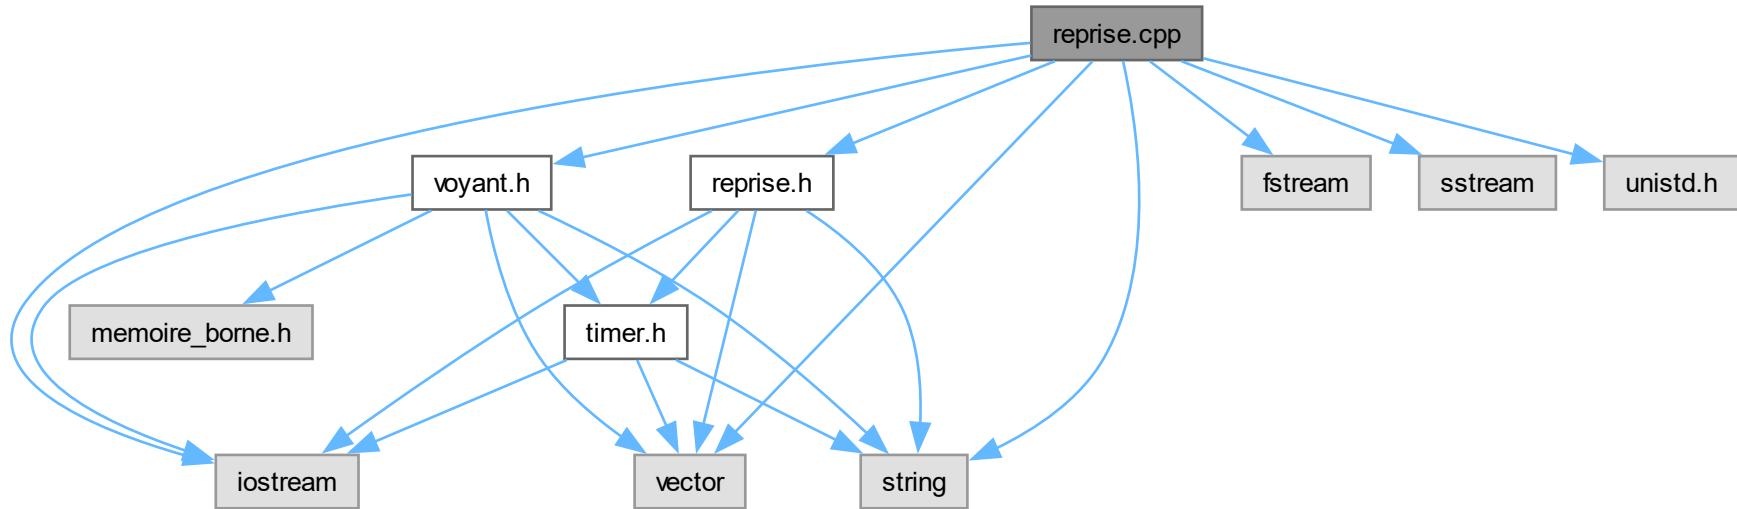 reprise.cpp
voyant.h
reprise.h
fstream
sstream
unistd.h
memoire_borne.h
timer.h
iostream
vector
string